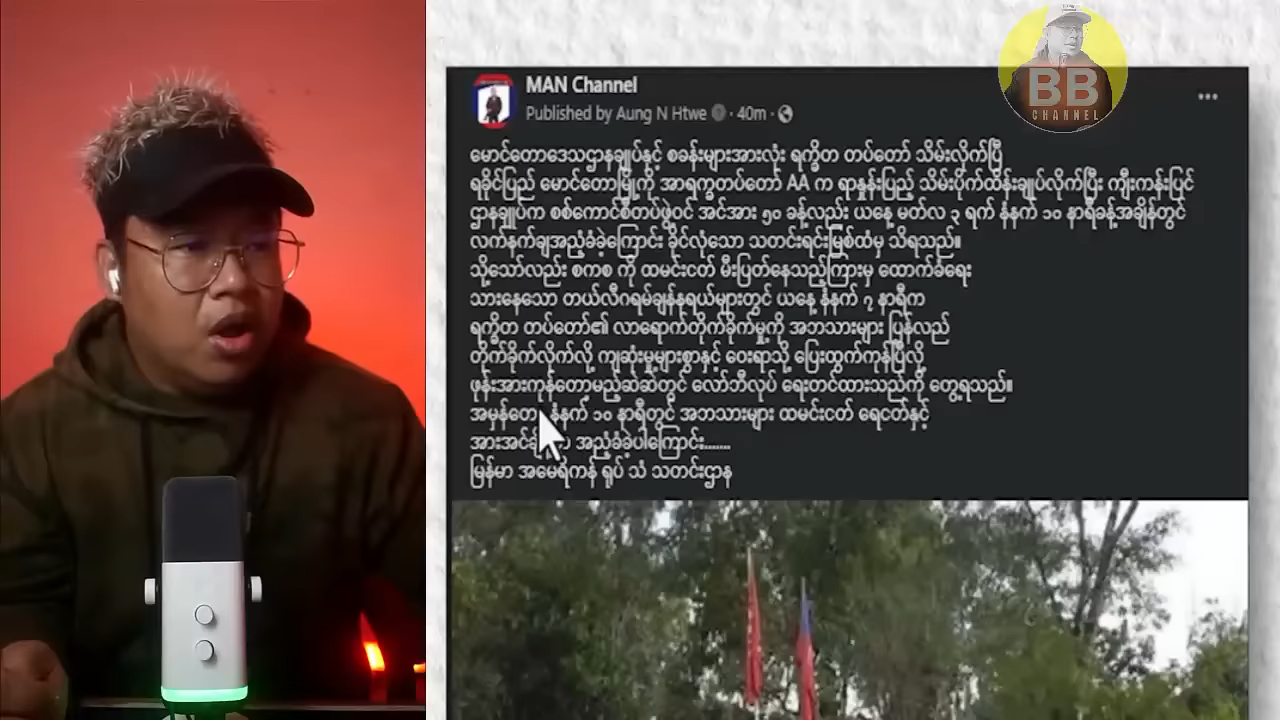 BB
CHANNEL
MAN Channel
Published by Aung N Htwe · 40m ·
မောင်တောဒေသဌာနချုပ်နှင့် စခန်းများအားလုံး ရက္ခိတ တပ်တော် သိမ်းလိုက်ပြီ
ရခိုင်ပြည် မောင်တောမြို့ကို အာရက္ခတပ်တော် AA က ရာနှုန်းပြည့် သိမ်းပိုက်ထိန်းချုပ်လိုက်ပြီး ကျီးကန်းပြင်
ဌာနချုပ်က စစ်ကောင်စီတပ်ဖွဲ့ဝင် အင်အား ၅၀ ခန့်လည်း ယနေ့ မတ်လ ၃ ရက် နံနက် ၁၀ နာရီခန့်အချိန်တွင်
လက်နက်ချအညံ့ခံခဲ့ကြောင်း ခိုင်လုံသော သတင်းရင်းမြစ်ထံမှ သိရသည်။
သို့သော်လည်း စကစ ကို ထမင်းငတ် မီးပြတ်နေသည့်ကြားမှ ထောက်ခံရေး
သားနေသော တယ်လီဂရမ်ချန်နယ်များတွင် ယနေ့ နံနက် ၇ နာရီက
ရက္ခိတ တပ်တော်၏ လာရောက်တိုက်ခိုက်မှု့ကို အဘသားများ ပြန်လည်
တိုက်ခိုက်လိုက်လို့ ကျဆုံးမှု့များစွာနှင့် ဝေးရာသို့ ပြေးထွက်ကုန်ပြီလို့
ဖုန်းအားကုန်တော့မည့်ဆဲဆဲတွင် လော်ဘီလုပ် ရေးတင်ထားသည်ကို တွေ့ရသည်။
နံနက် ၁၀ နာရီတွင် အဘသားများ ထမင်းငတ် ရေငတ်နှင့်
အညံ့ခံခဲ့ပါကြောင်း.......
မြန်မာ အမေရိကန် ရုပ် သံ သတင်းဌာန